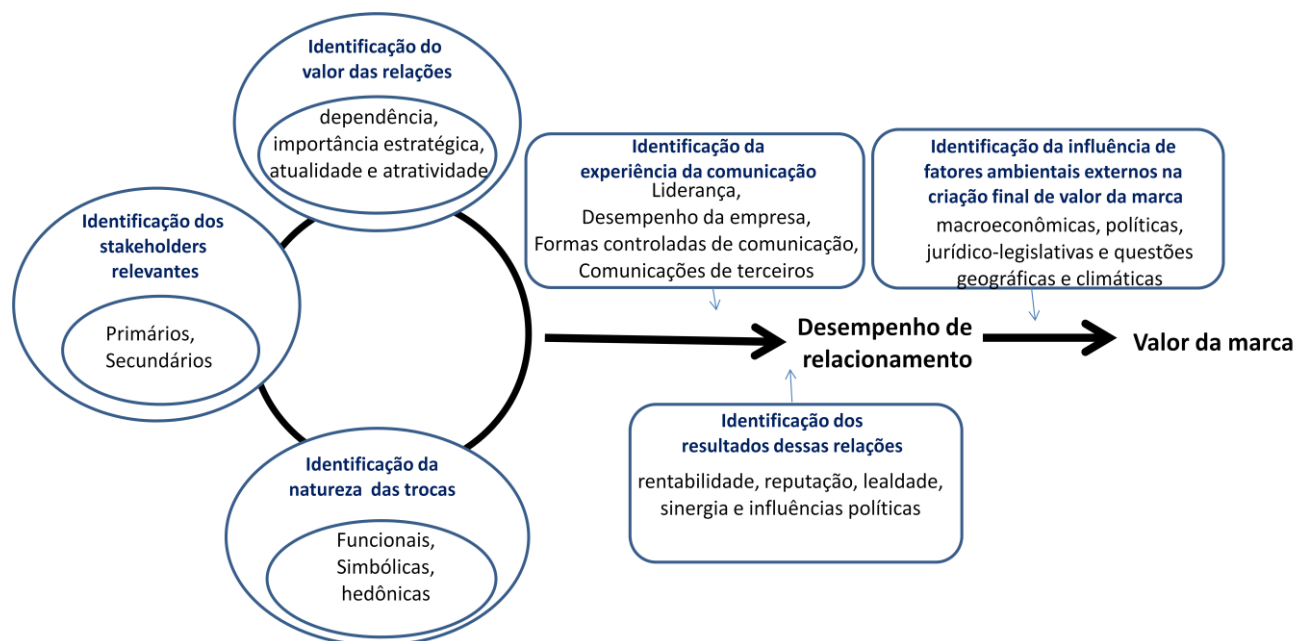 Identificação do
valor das relações
dependência,
importância estratégica,
atualidade e atratividade
Identificação dos
stakeholders
relevantes
Primários,
Secundários
Identificação da
natureza das trocas
Funcionais,
Simbólicas,
hedônicas
Identificação da
experiência da comunicação
Liderança,
Desempenho da empresa,
Formas controladas de comunicação,
Comunicações de terceiros
Identificação da influência de
fatores ambientais externos na
criação final de valor da marca
macroeconômicas, políticas,
jurídico-legislativas e questões
geográficas e climáticas
Desempenho de
relacionamento
Valor da marca
Identificação dos
resultados dessas relações
rentabilidade, reputação, lealdade,
sinergia e influências políticas